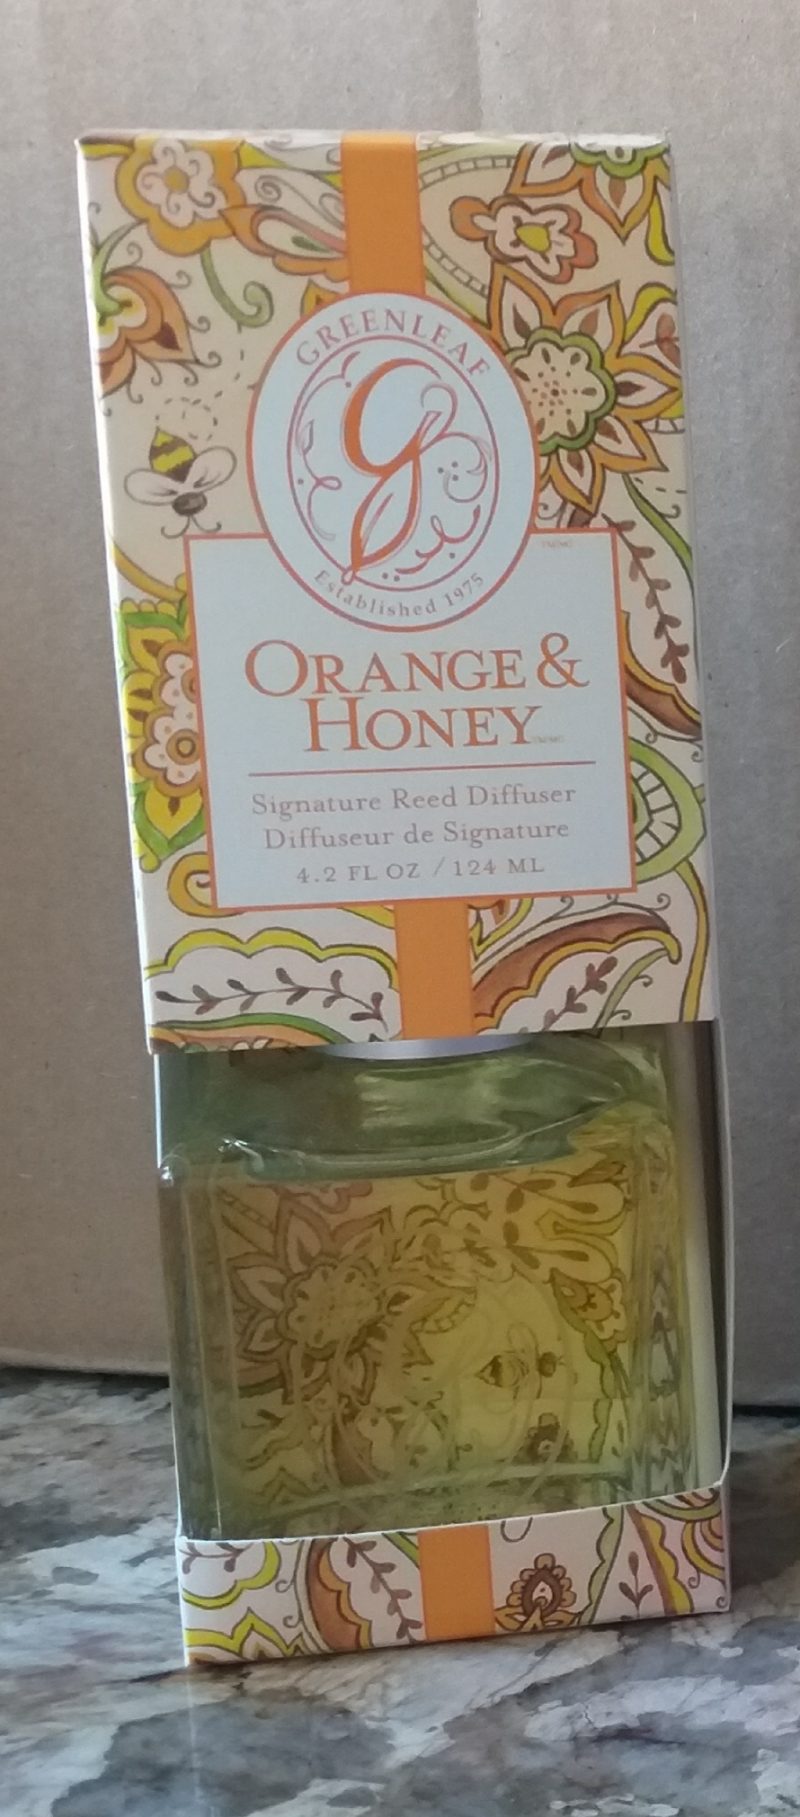 GREENLEAF
g
Established 1975
ORANGE &
HONEY
Signature Reed Diffuser
Diffuseur de Signature
4.2 FL OZ / 124 ML